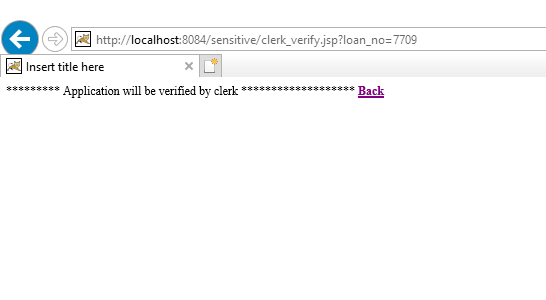 http://localhost:8084/sensitive/clerk_verify.jsp?loan_no=7709
Insert title here
********* Application will be verified by clerk ******************* Back